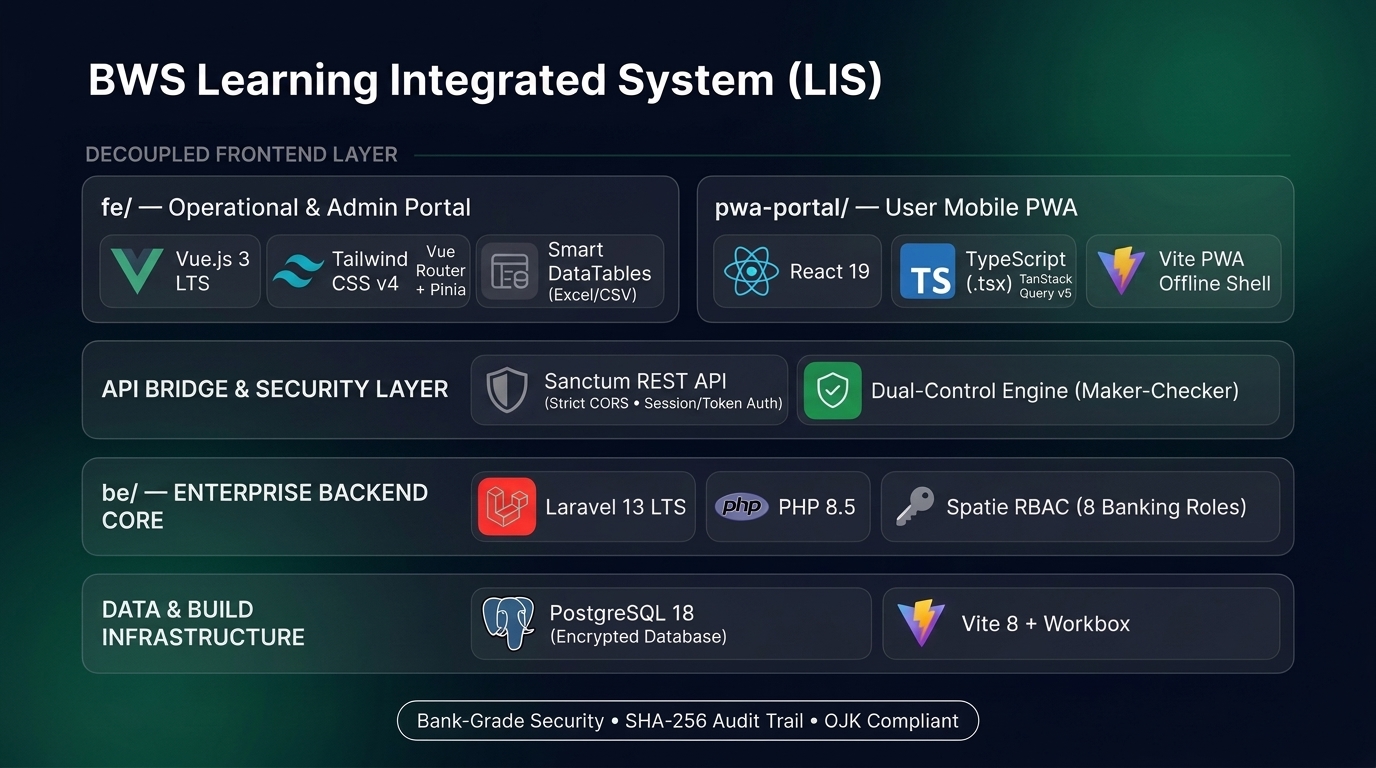 BWS Learning Integrated System (LIS)
DECOUPLED FRONTEND LAYER
fe/ — Operational & Admin Portal
Vue.js 3
LTS
Tailwind
CSS v4
Vue
Router
+ Pinia
Smart
DataTables
(Excel/CSV)
pwa-portal/ — User Mobile PWA
React 19
TS
TypeScript
(.tsx)
TanStack
Query v5
Vite PWA
Offline Shell
API BRIDGE & SECURITY LAYER
Sanctum REST API
(Strict CORS • Session/Token Auth)
Dual-Control Engine (Maker-Checker)
be/ — ENTERPRISE BACKEND
CORE
Laravel 13 LTS
php
PHP 8.5
Spatie RBAC (8 Banking Roles)
DATA & BUILD
INFRASTRUCTURE
PostgreSQL 18
(Encrypted Database)
Vite 8 + Workbox
Bank-Grade Security • SHA-256 Audit Trail • OJK Compliant